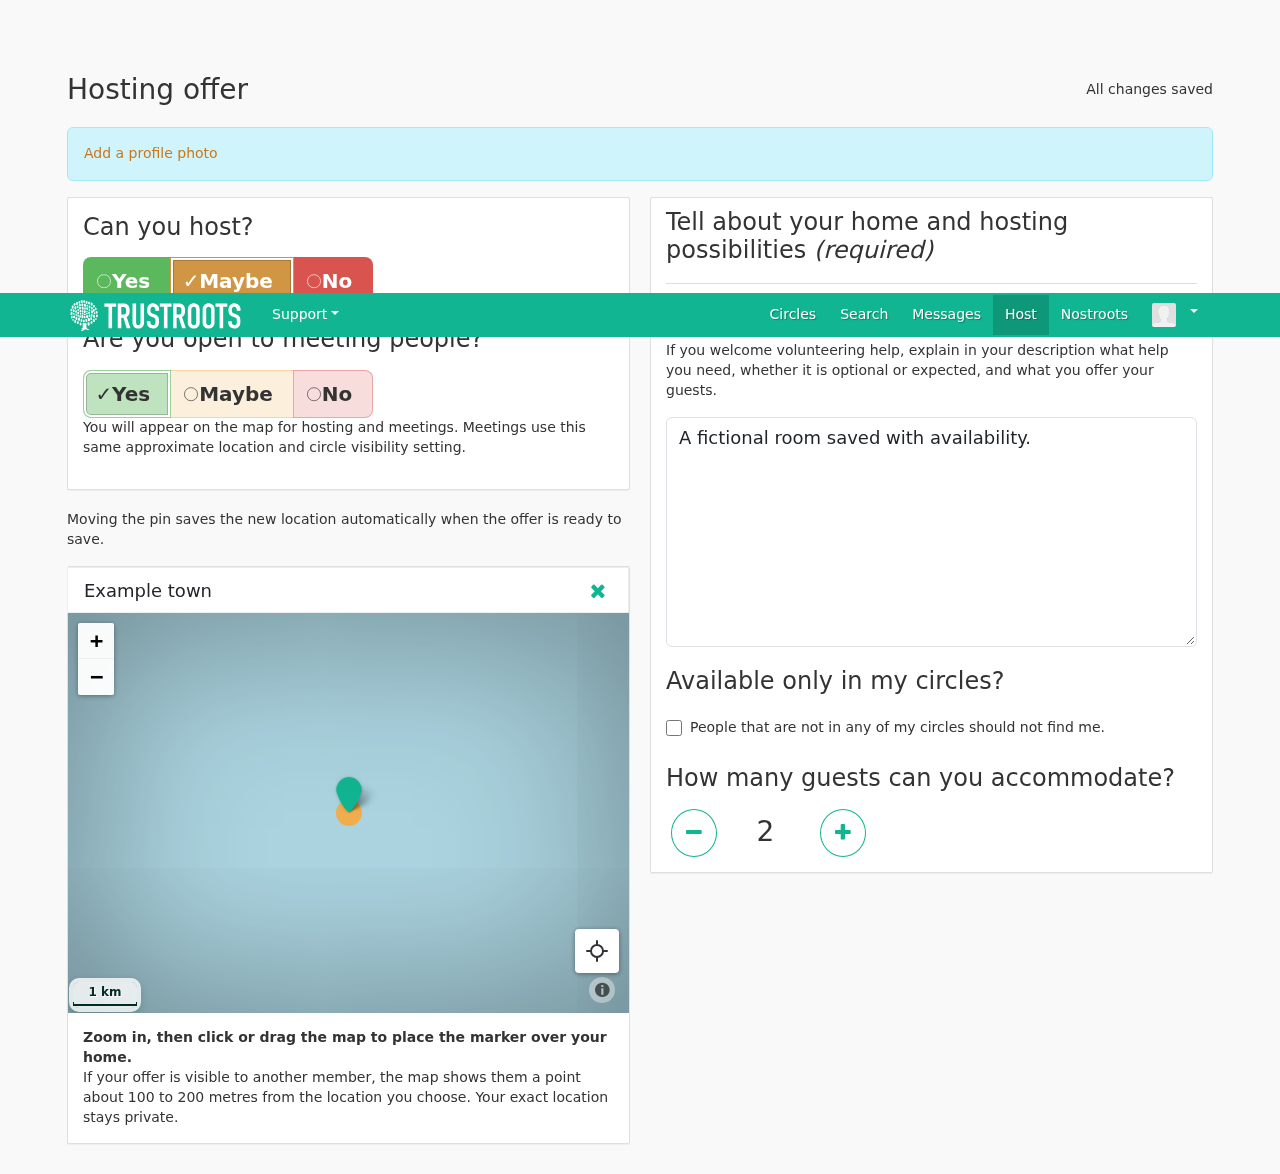 Hosting offer
All changes saved
Add a profile photo
Can you host?
Yes
✓Maybe
No
TRUSTROOTS
Support
Circles
Search
Messages
Host
Nostroots
Are you open to meeting people?
✓Yes
Maybe
No
You will appear on the map for hosting and meetings. Meetings use this
same approximate location and circle visibility setting.
Moving the pin saves the new location automatically when the offer is ready to
save.
Example town
+
−
1 km
Zoom in, then click or drag the map to place the marker over your
home.
If your offer is visible to another member, the map shows them a point
about 100 to 200 metres from the location you choose. Your exact location
stays private.
Tell about your home and hosting
possibilities (required)
If you welcome volunteering help, explain in your description what help
you need, whether it is optional or expected, and what you offer your
guests.
A fictional room saved with availability.
Available only in my circles?
People that are not in any of my circles should not find me.
How many guests can you accommodate?
2